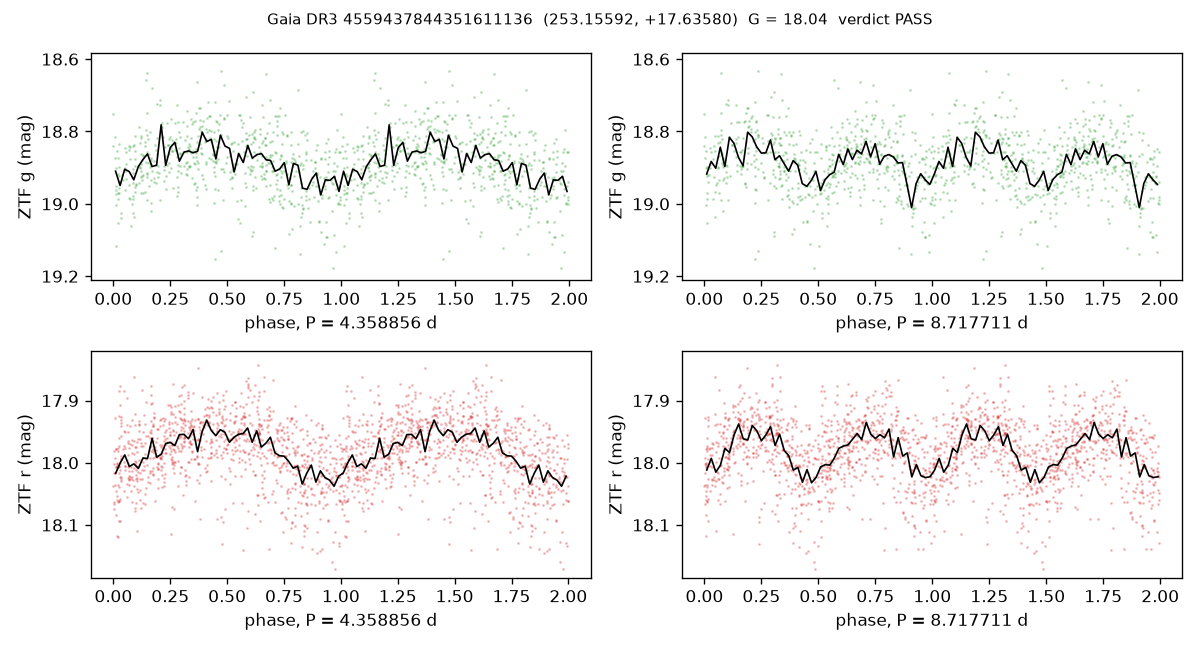 Gaia DR3 4559437844351611136 (253.15592, +17.63580) G = 18.04 verdict PASS
ZTF g (mag)
18.6
18.8
19.0
19.2
0.00 0.25 0.50 0.75 1.00 1.25 1.50 1.75 2.00
phase, P = 4.358856 d
ZTF g (mag)
18.6
18.8
19.0
19.2
0.00 0.25 0.50 0.75 1.00 1.25 1.50 1.75 2.00
phase, P = 8.717711 d
ZTF r (mag)
17.9
18.0
18.1
0.00 0.25 0.50 0.75 1.00 1.25 1.50 1.75 2.00
phase, P = 4.358856 d
ZTF r (mag)
17.9
18.0
18.1
0.00 0.25 0.50 0.75 1.00 1.25 1.50 1.75 2.00
phase, P = 8.717711 d